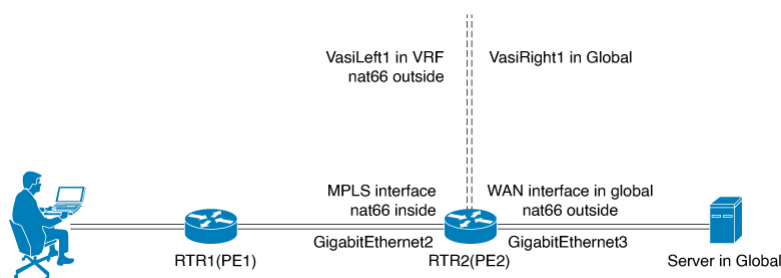 VasiLeft1 in VRF
nat66 outside
VasiRight1 in Global
MPLS interface
nat66 inside
WAN interface in global
nat66 outside
GigabitEthernet2
GigabitEthernet3
RTR1(PE1)
RTR2(PE2)
Server in Global